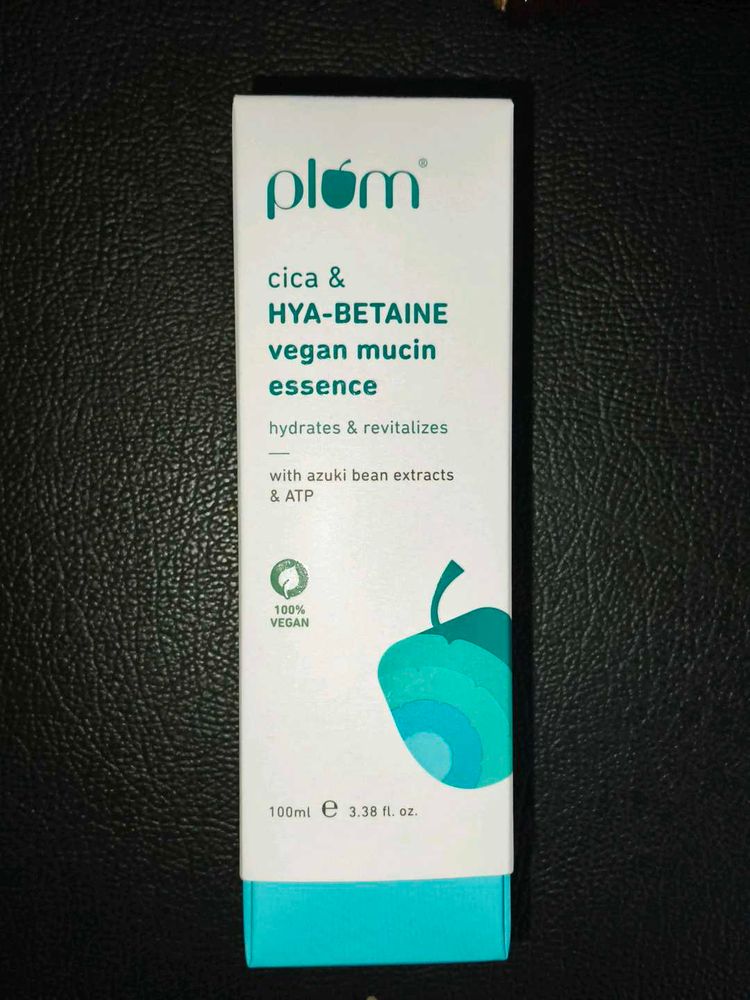 plum®
cica &
HYA-BETAINE
vegan mucin
essence
hydrates & revitalizes
with azuki bean extracts
& ATP
100%
VEGAN
100ml e 3.38 fl. oz.